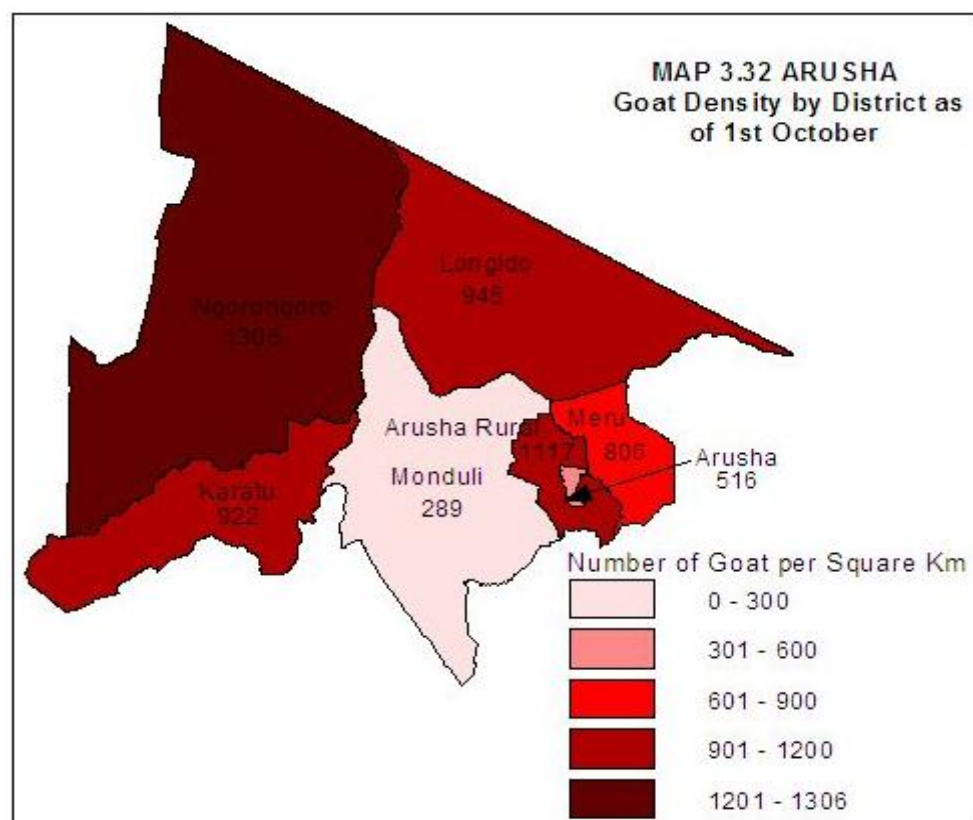 MAP 3.32 ARUSHA
Goat Density by District as
of 1st October
Longido
945
Ngorongoro
1306
Meru
806
Arusha Rural
1117
Arusha
516
Monduli
289
Karatu
922
Number of Goat per Square Km
0 - 300
301 - 600
601 - 900
901 - 1200
1201 - 1306